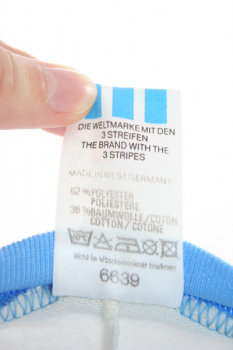 DIE WELTMARKE MIT DEN
3 STREIFEN
THE BRAND WITH THE
3 STRIPES
MADE IN WEST GERMANY
62 % POLYESTER
POLIESTERE
38 % BAUMWOLLE/COTON
COTTON / COTONE
Nicht im Wäschetrockner trocknen
6639